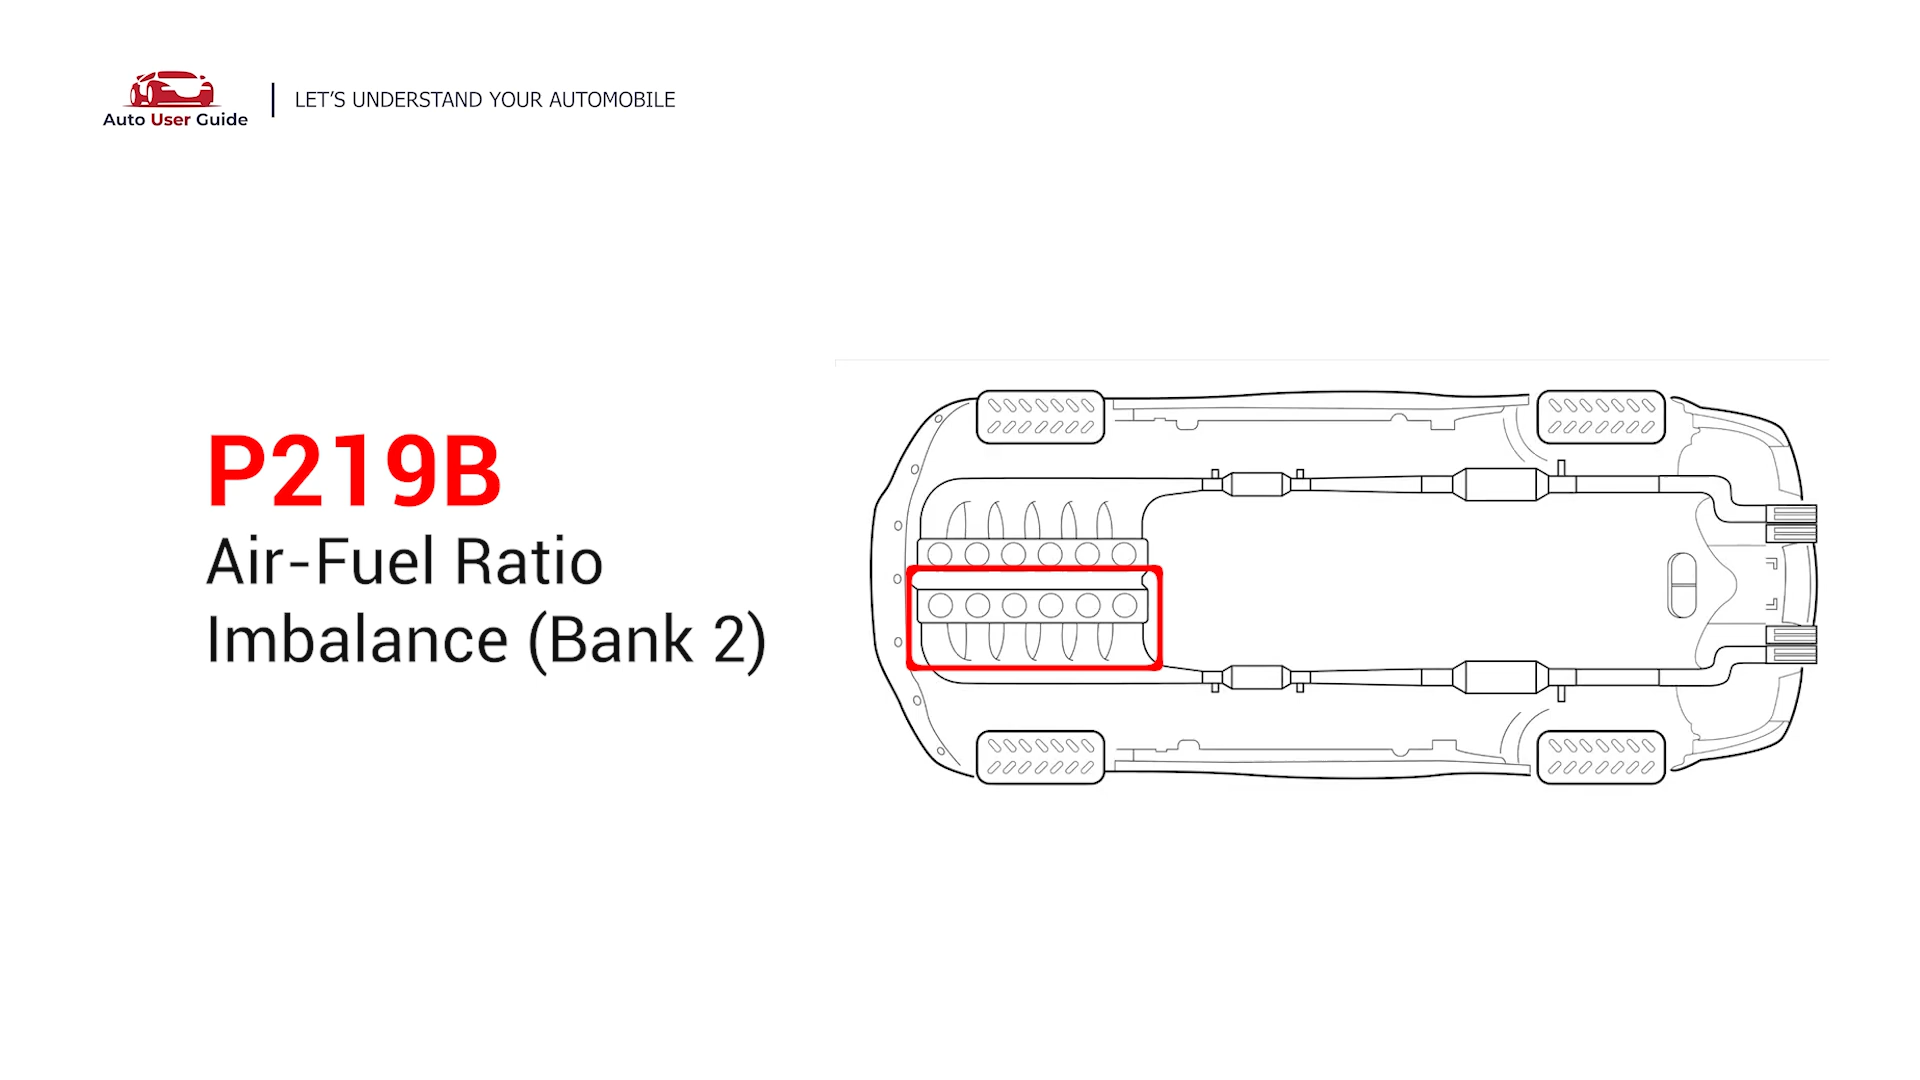 Auto User Guide
LET'S UNDERSTAND YOUR AUTOMOBILE
P219B
Air-Fuel Ratio
Imbalance (Bank 2)